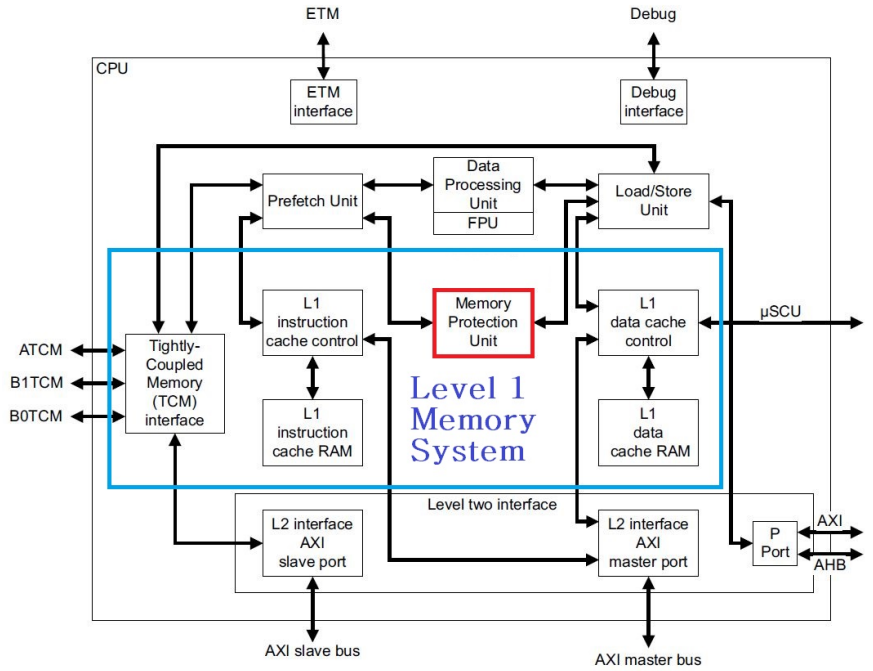 ETM
Debug
CPU
ETM
interface
Debug
interface
Prefetch Unit
Data
Processing
Unit
FPU
Load/Store
Unit
L1
instruction
cache control
Memory
Protection
Unit
L1
data cache
control
µSCU
ATCM
B1TCM
B0TCM
Tightly-
Coupled
Memory
(TCM)
interface
Level 1
Memory
System
L1
instruction
cache RAM
L1
data
cache RAM
Level two interface
L2 interface
AXI
slave port
L2 interface
AXI
master port
P
Port
AXI
AHB
AXI slave bus
AXI master bus